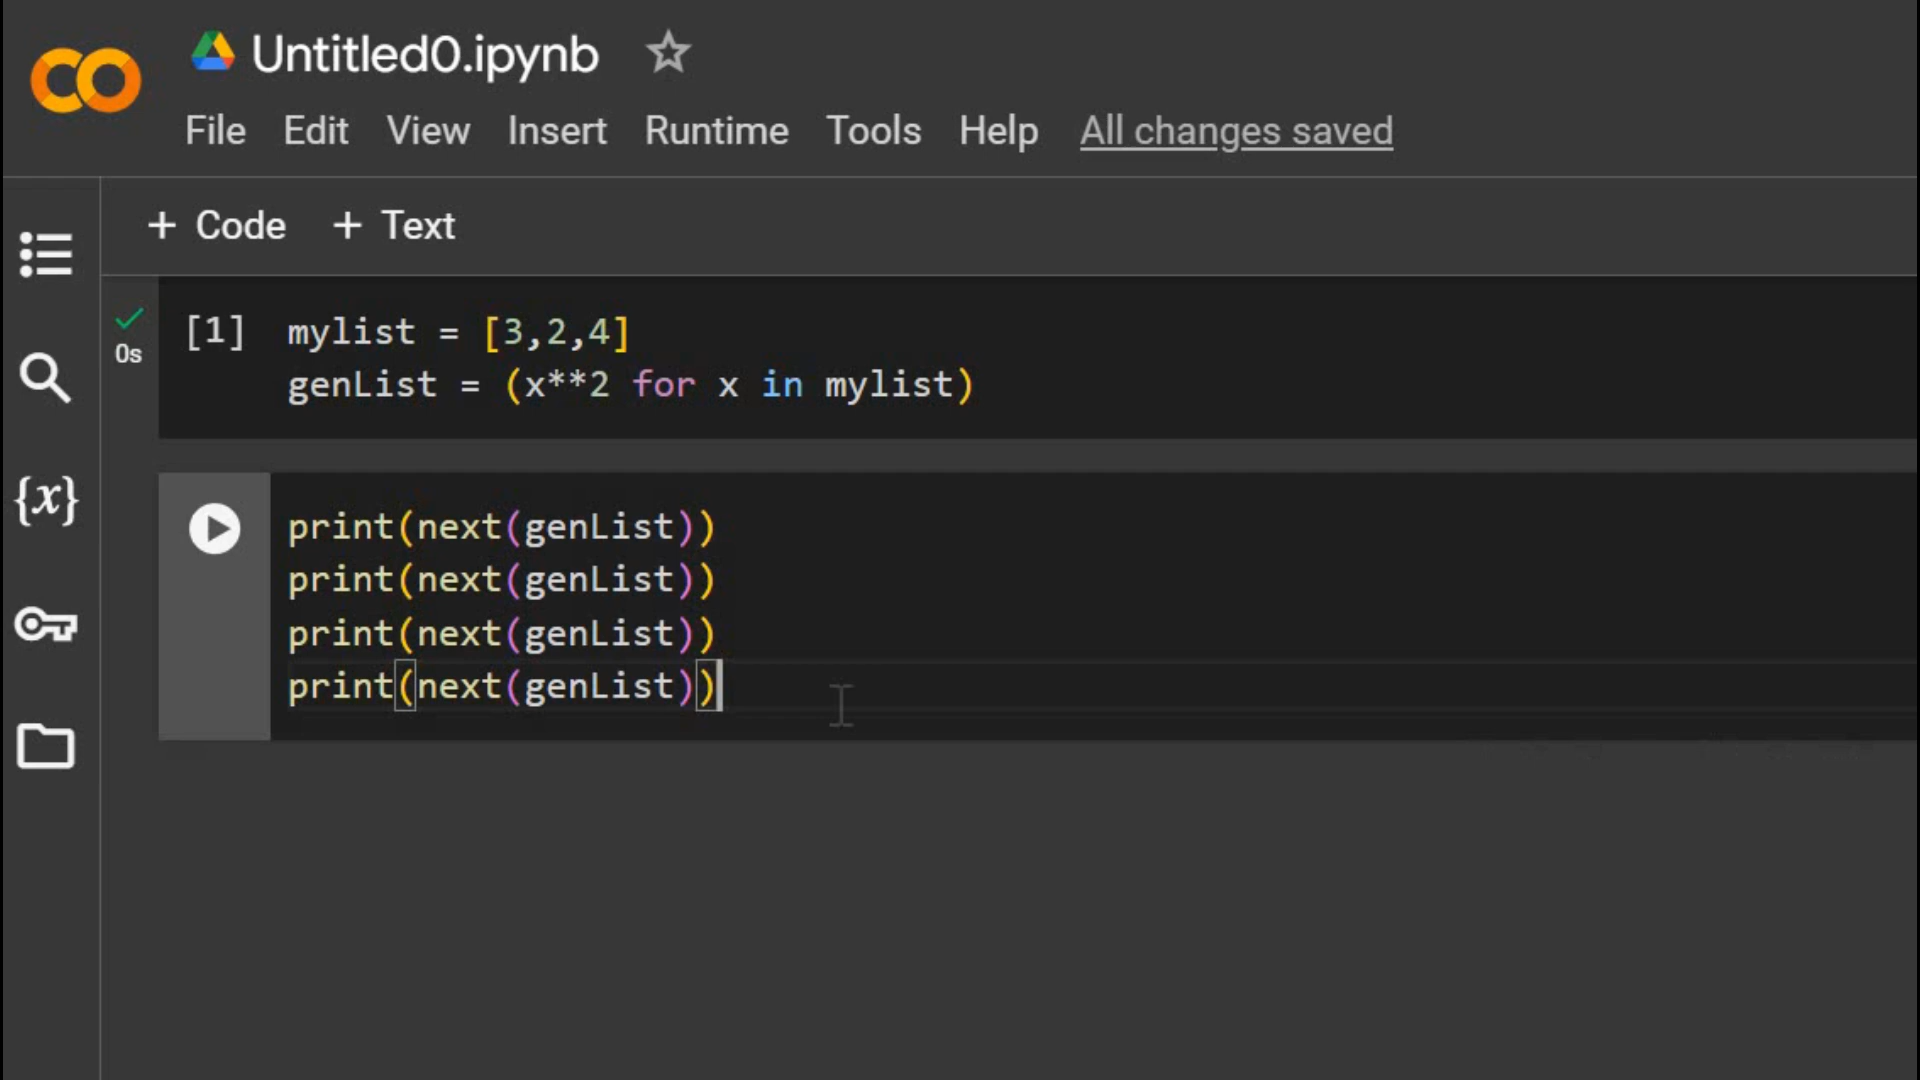 Untitled0.ipynb
File Edit View Insert Runtime Tools Help All changes saved
+ Code + Text
[1] mylist = [3,2,4]
0s
genList = (x**2 for x in mylist)
{x}
print(next(genList))
print(next(genList))
print(next(genList))
print(next(genList))